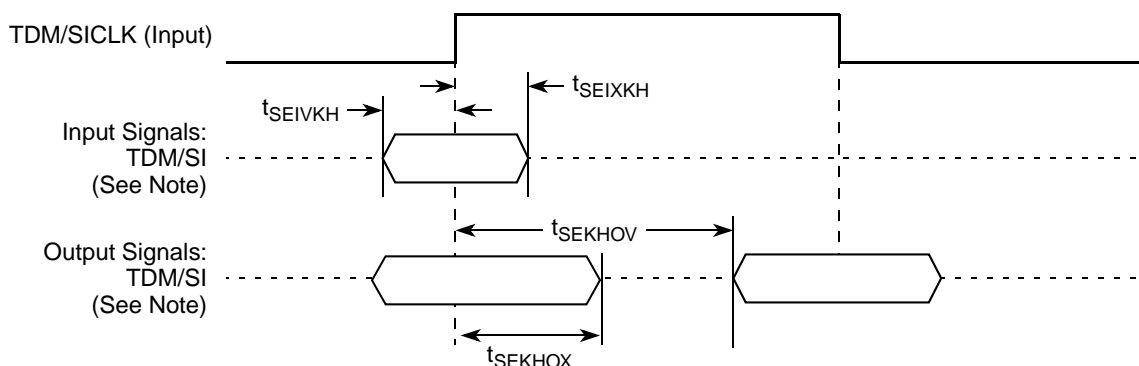 TDM/SICLK (Input)
tSEIXKH
tSEIVKH
Input Signals:
TDM/SI
(See Note)
tSEKHOV
Output Signals:
TDM/SI
(See Note)
tSEKHOX